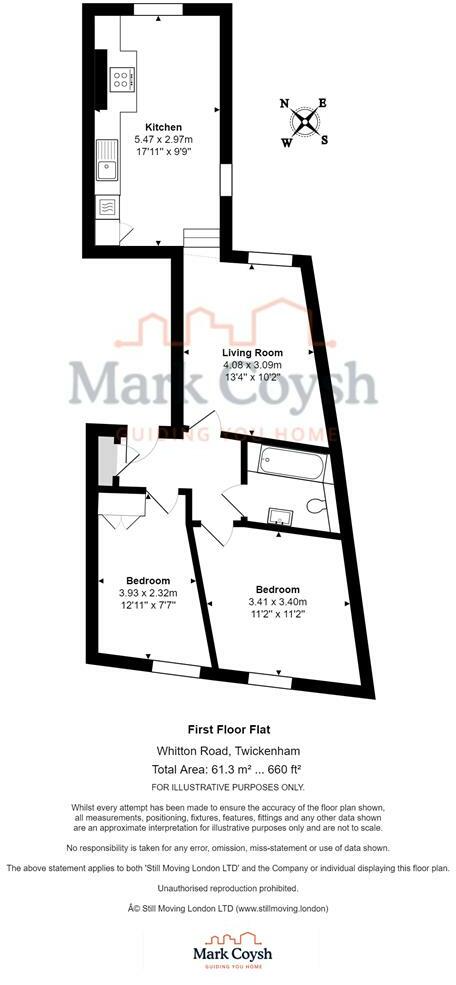 Kitchen
5.47 x 2.97m
17'11" x 9'9"
N E
W S
Living Room
4.08 x 3.09m
13'4" x 10'2"
Mark Coysh
GUIDING YOU HOME
Bedroom
3.93 x 2.32m
12'11" x 7'7"
Bedroom
3.41 x 3.40m
11'2" x 11'2"
First Floor Flat
Whitton Road, Twickenham
Total Area: 61.3 m² ... 660 ft²
FOR ILLUSTRATIVE PURPOSES ONLY.
Whilst every attempt has been made to ensure the accuracy of the floor plan shown,
all measurements, positioning, fixtures, features, fittings and any other data shown
are an approximate interpretation for illustrative purposes only and are not to scale.
No responsibility is taken for any error, omission, miss-statement or use of data shown.
The above statement applies to both 'Still Moving London LTD' and the Company or individual displaying this floor plan.
Unauthorised reproduction prohibited.
Â© Still Moving London LTD (www.stillmoving.london)
Mark Coysh
GUIDING YOU HOME